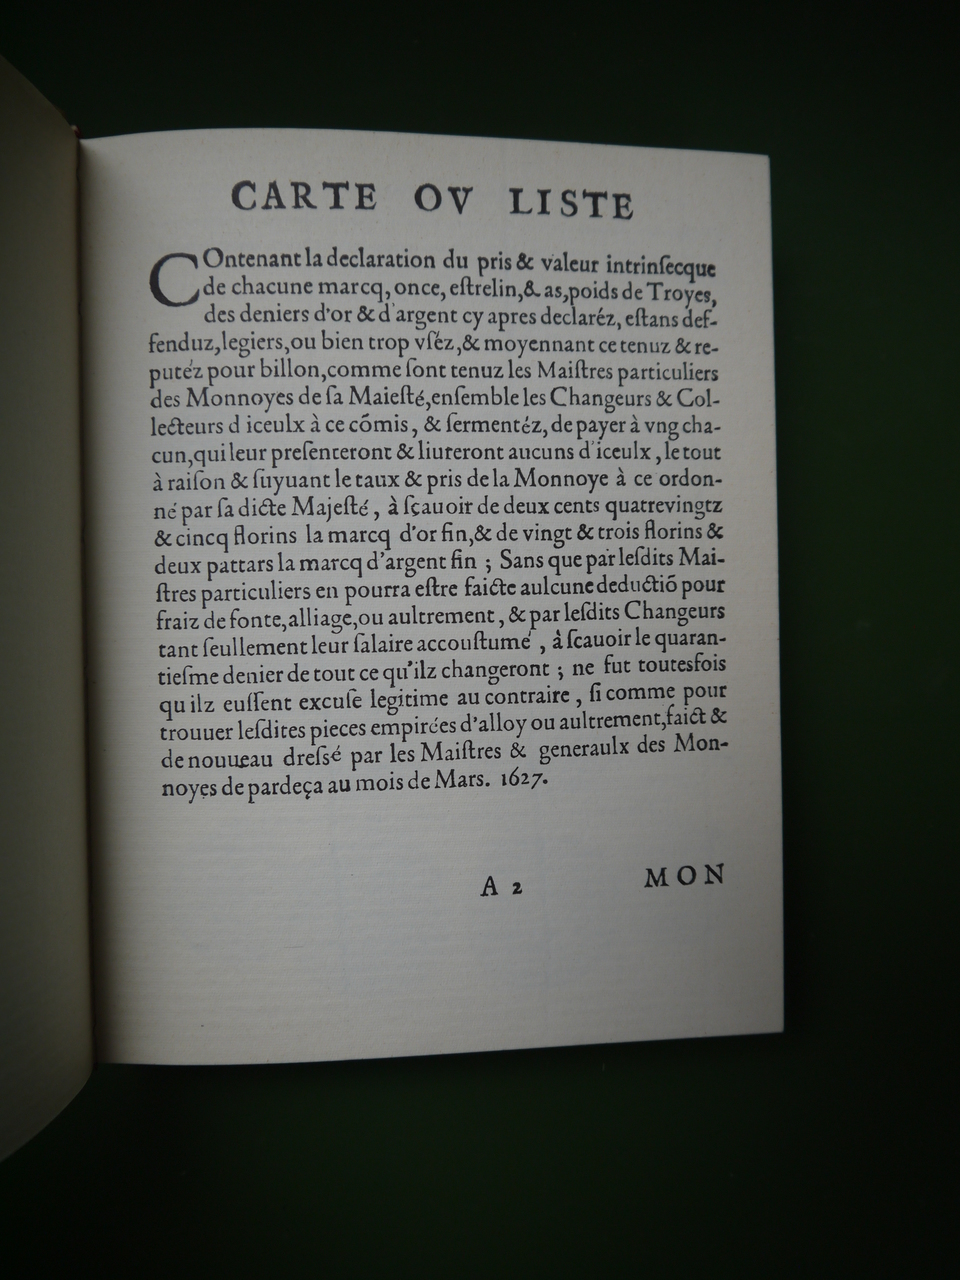 CARTE OV LISTE
COntenant la declaration du pris & valeur intrinſecque
de chacune marcq, once, eſtrelin,& as,poids de Troyes,
des deniers d'or & d'argent cy apres declaréz, eſtans def-
fenduz,legiers,ou bien trop vſéz,& moyennant ce tenuz & re-
putéz pour billon,comme ſont tenuz les Maiſtres particuliers
des Monnoyes de ſa Maieſté,enſemble les Changeurs & Col-
lecteurs d iceulx à ce cõmis, & ſermentéz, de payer à vng cha-
cun,qui leur preſenceront & liureront aucuns d'iceulx , le tout
à raiſon & ſuyuant le taux & pris de la Monnoye à ce ordon-
né par ſa dicte Majeſté, à ſçauoir de deux cents quatrevingtz
& cincq florins la marcq d'or fin,& de vingt & trois florins &
deux pattars la marcq d'argent fin ; Sans que par leſdits Mai-
ſtres particuliers en pourra eſtre faicte aulcune deductiõ pour
fraiz de fonte,alliage,ou aultrement, & par leſdits Changeurs
tant ſeullement leur ſalaire accouſtumé , à ſcauoir le quaran-
tieſme denier de tout ce qu'ilz changeront ; ne fut toutesfois
qu ilz euſſent excuſe legitime au contraire , ſi comme pour
trouuer leſdites pieces empirées d'alloy ou aultrement,faict &
de nouueau dreſsé par les Maiſtres & generaulx des Mon-
noyes de pardeça au mois de Mars. 1627.
A 2 MON